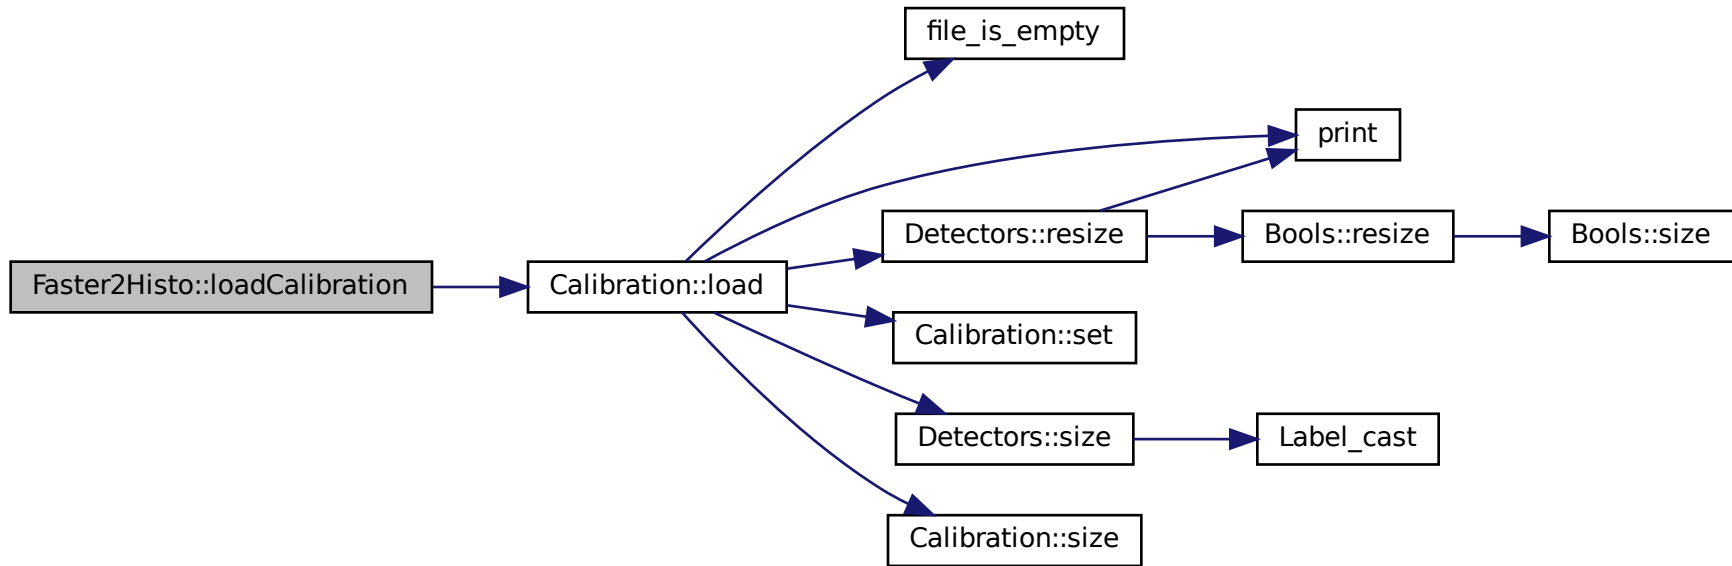 file_is_empty
print
Detectors::resize
Bools::resize
Bools::size
Faster2Histo::loadCalibration
Calibration::load
Calibration::set
Detectors::size
Label_cast
Calibration::size